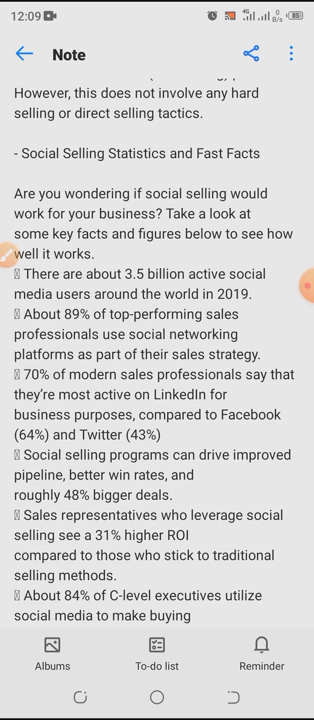 12:09
4G
0
B/s
85
Note
However, this does not involve any hard
selling or direct selling tactics.
- Social Selling Statistics and Fast Facts
Are you wondering if social selling would
work for your business? Take a look at
some key facts and figures below to see how
well it works.
There are about 3.5 billion active social
media users around the world in 2019.
About 89% of top-performing sales
professionals use social networking
platforms as part of their sales strategy.
70% of modern sales professionals say that
they’re most active on LinkedIn for
business purposes, compared to Facebook
(64%) and Twitter (43%)
Social selling programs can drive improved
pipeline, better win rates, and
roughly 48% bigger deals.
Sales representatives who leverage social
selling see a 31% higher ROI
compared to those who stick to traditional
selling methods.
About 84% of C-level executives utilize
social media to make buying
Albums
To-do list
Reminder